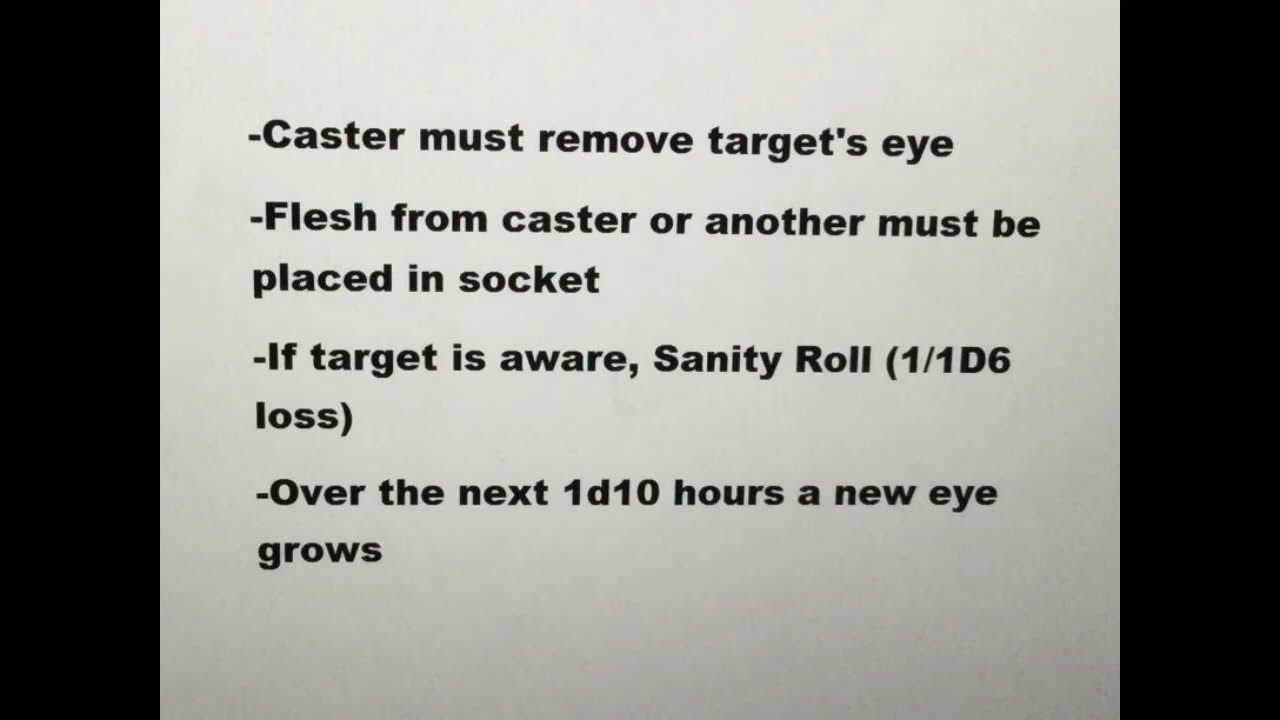 -Caster must remove target's eye
-Flesh from caster or another must be
placed in socket
-If target is aware, Sanity Roll (1/1D6
loss)
-Over the next 1d10 hours a new eye
grows